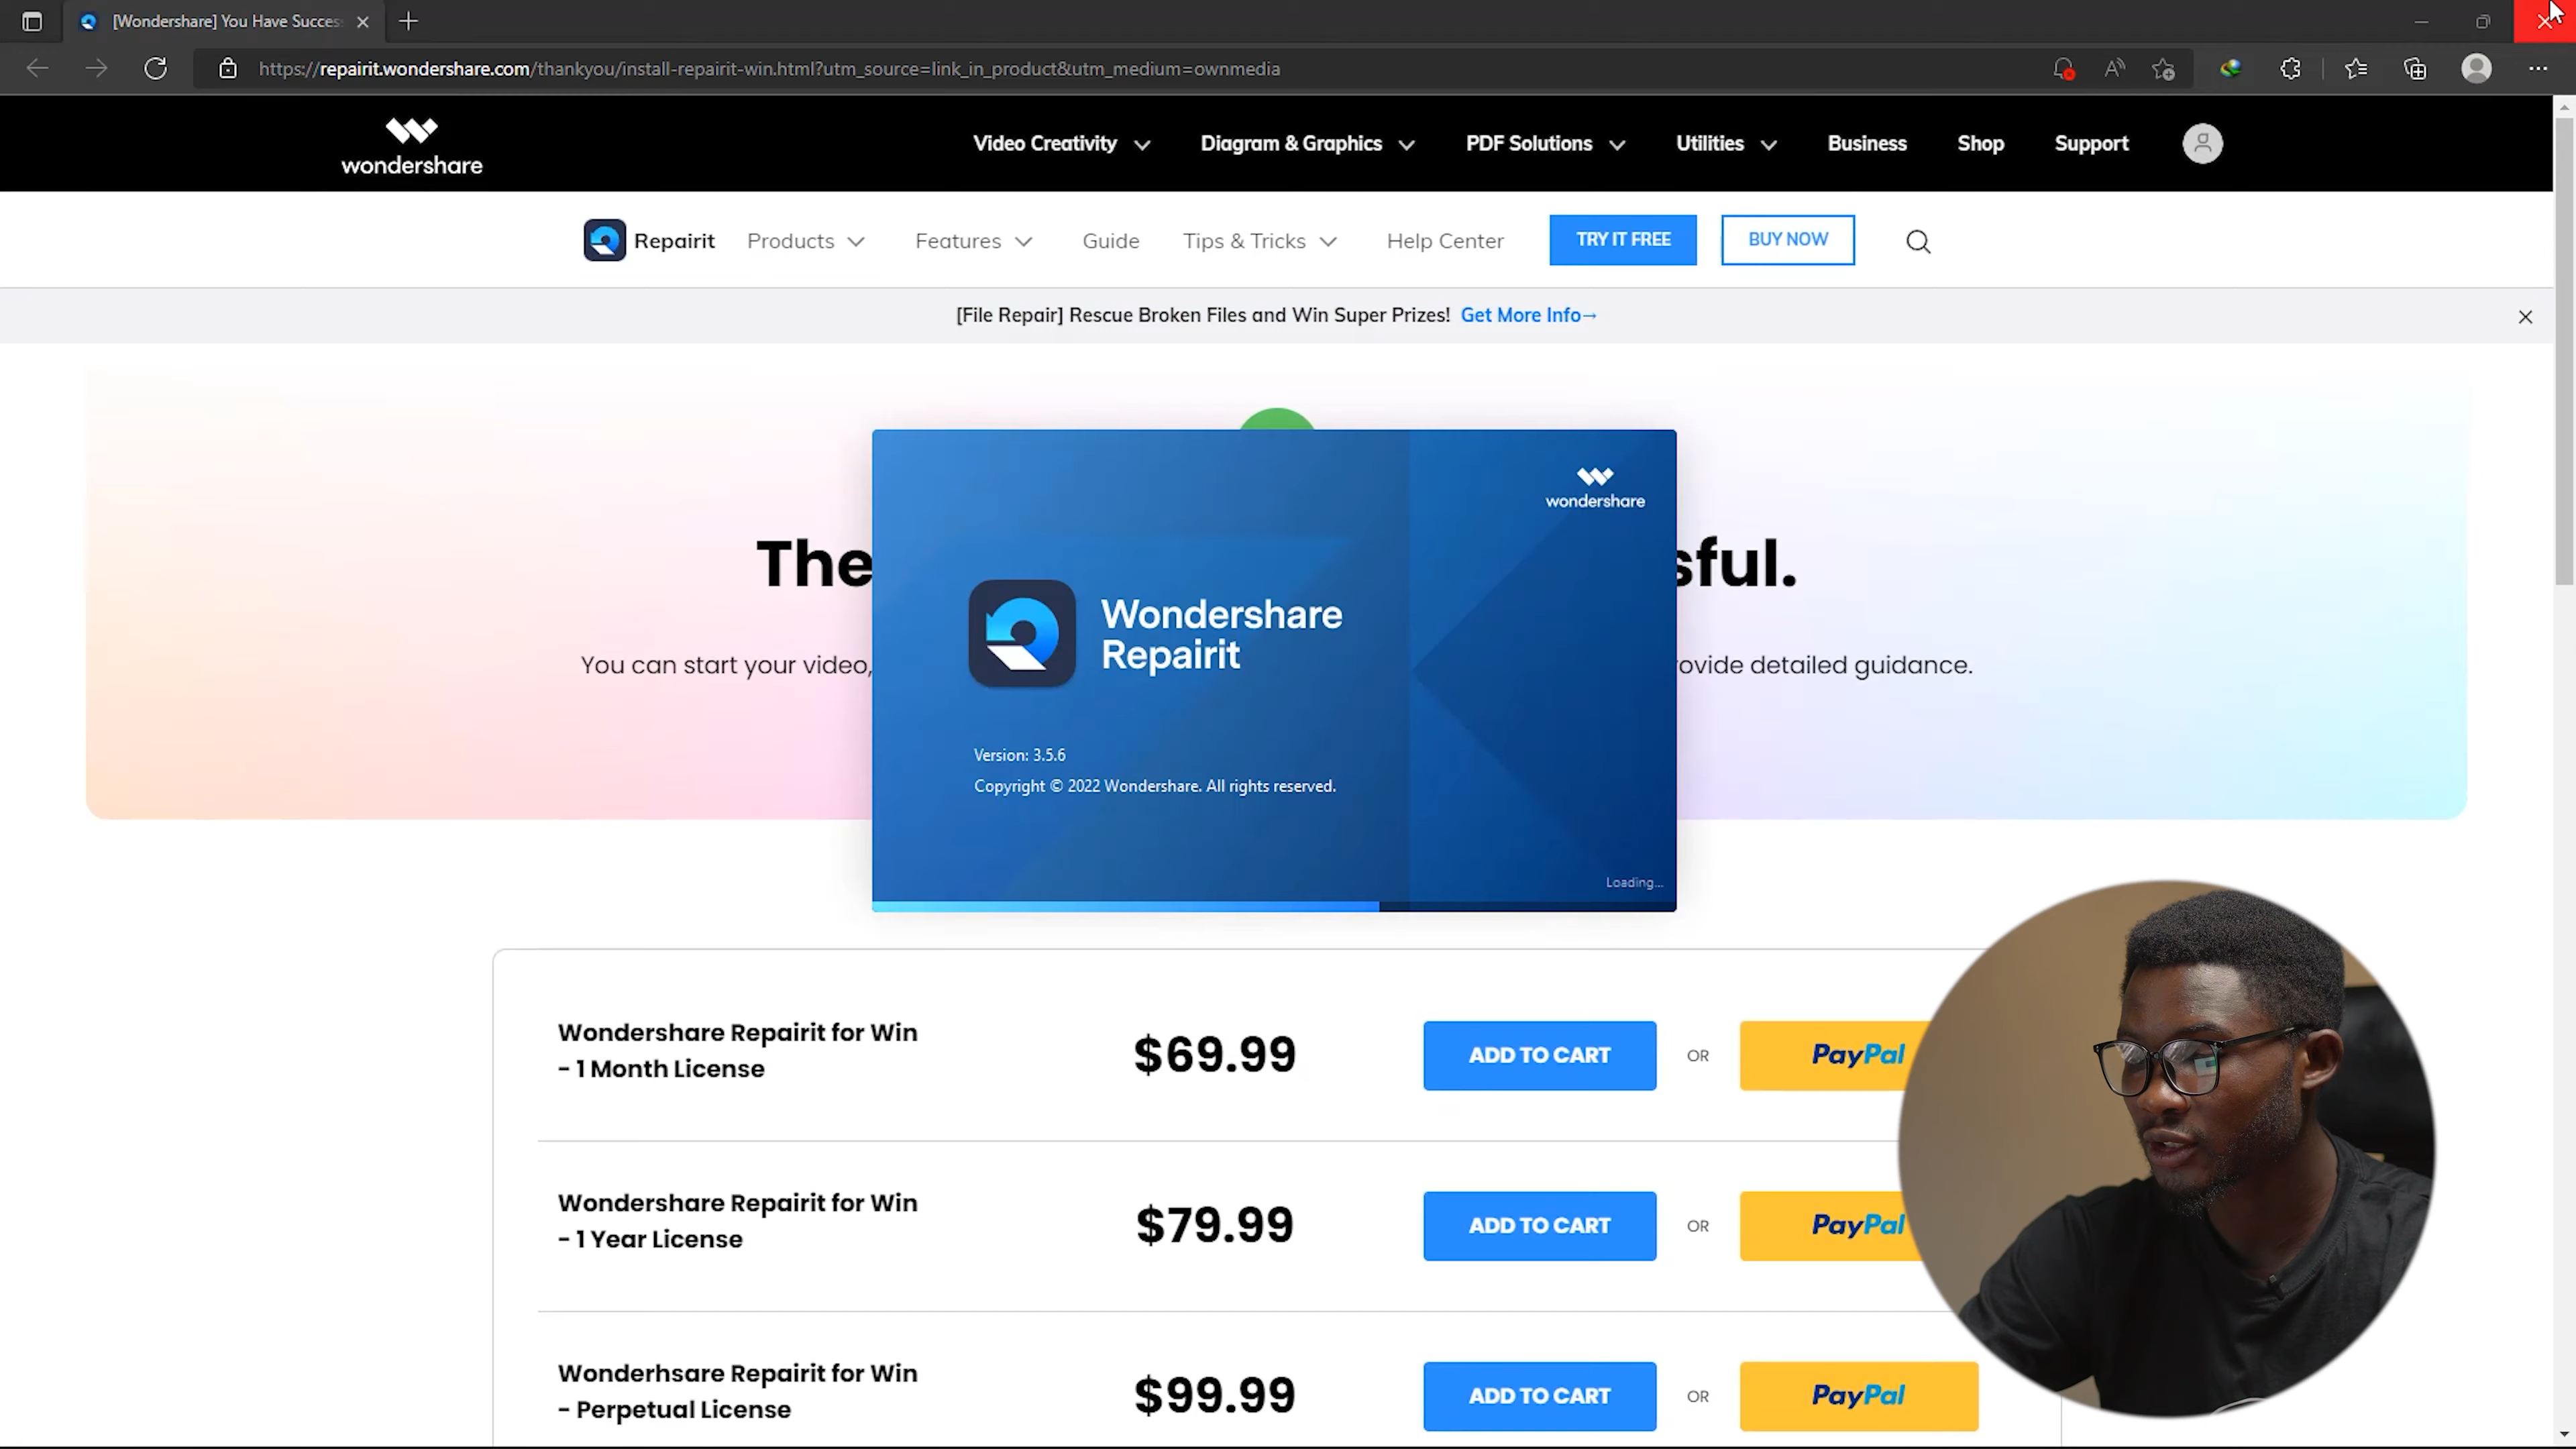 [Wondershare] You Have Succes
https://repairit.wondershare.com/thankyou/install-repairit-win.html?utm_source=link_in_product&utm_medium=ownmedia
wondershare
Video Creativity
Diagram & Graphics
PDF Solutions
Utilities
Business
Shop
Support
Repairit
Products
Features
Guide
Tips & Tricks
Help Center
TRY IT FREE
BUY NOW
[File Repair] Rescue Broken Files and Win Super Prizes! Get More Info→
wondershare
The
sful.
Wondershare
Repairit
You can start your video,
ovide detailed guidance.
Version: 3.5.6
Copyright © 2022 Wondershare. All rights reserved.
Loading...
Wondershare Repairit for Win
- 1 Month License
$69.99
ADD TO CART
OR
PayPal
Wondershare Repairit for Win
- 1 Year License
$79.99
ADD TO CART
OR
PayPal
Wonderhsare Repairit for Win
- Perpetual License
$99.99
ADD TO CART
OR
PayPal